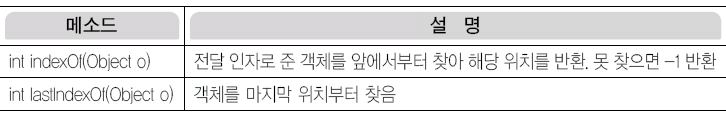 메소드 설 명
int indexOf(Object o) 전달 인자로 준 객체를 앞에서부터 찾아 해당 위치를 반환. 못 찾으면 -1 반환
int lastIndexOf(Object o) 객체를 마지막 위치부터 찾음